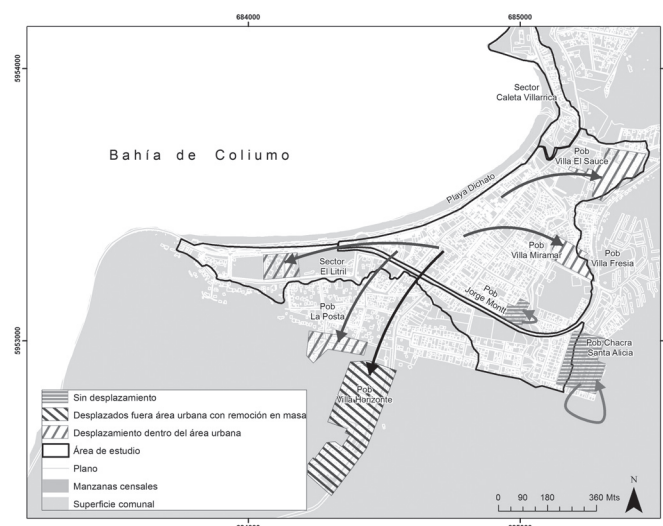 684000
685000
5954000
Sector
Caleta Villarrica
Bahía de Coliumo
Pob
Villa El Sauce
Playa Dichato
Pob
Villa Miramar
Pob
Villa Fresia
Sector
El Litril
Pob
Jorge Montt
Pob
La Posta
5953000
Pob Chacra
Santa Alicia
Pob
Villa Horizonte
Sin desplazamiento
Desplazados fuera área urbana con remoción en masa
Desplazamiento dentro del área urbana
Área de estudio
Plano
Manzanas censales
Superficie comunal
N
0 90 180 360 Mts